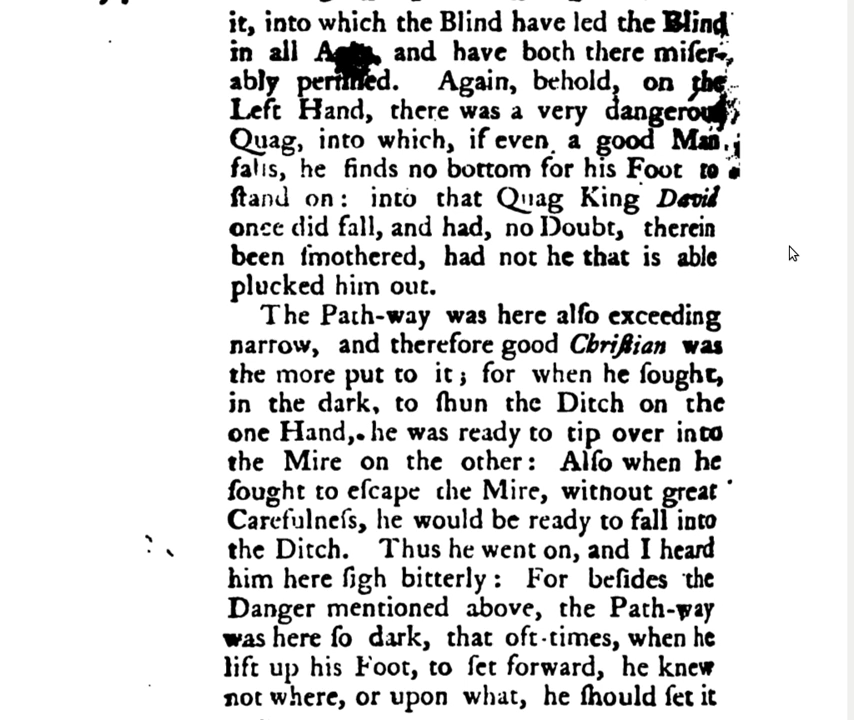 it, into which the Blind have led the Blind
in all and have both there miſer-
ably periſhed. Again, behold, on the
Left Hand, there was a very dangerous
Quag, into which, if even a good Man
falls, he finds no bottom for his Foot to
ſtand on: into that Quag King David
once did fall, and had, no Doubt, therein
been ſmothered, had not he that is able
plucked him out.
The Path-way was here alſo exceeding
narrow, and therefore good Chriſtian was
the more put to it; for when he ſought,
in the dark, to ſhun the Ditch on the
one Hand, he was ready to tip over into
the Mire on the other: Alſo when he
ſought to eſcape the Mire, without great
Carefulneſs, he would be ready to fall into
the Ditch. Thus he went on, and I heard
him here ſigh bitterly: For beſides the
Danger mentioned above, the Path-way
was here ſo dark, that oft-times, when he
lift up his Foot, to ſet forward, he knew
not where, or upon what, he ſhould ſet it